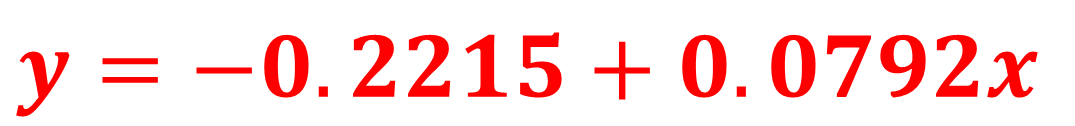 y = −0.2215 + 0.0792x